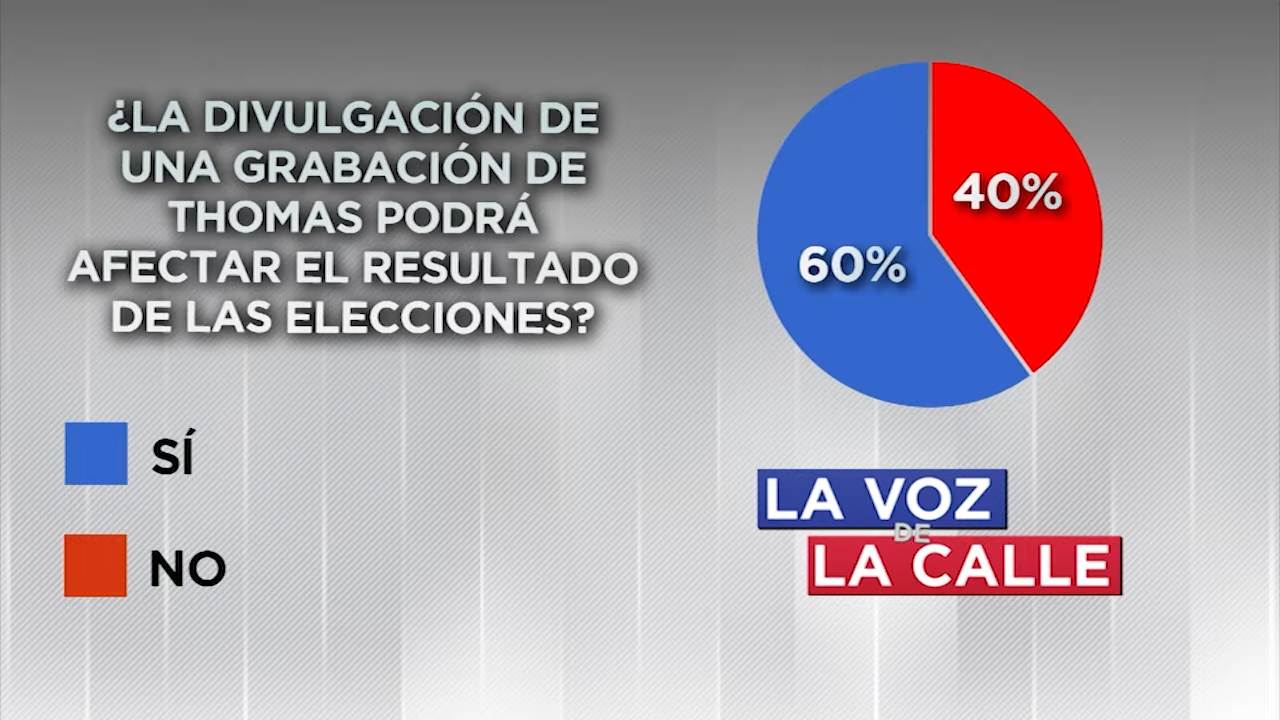 ¿LA DIVULGACIÓN DE
UNA GRABACIÓN DE
THOMAS PODRÁ
AFECTAR EL RESULTADO
DE LAS ELECCIONES?
SÍ
NO
40%
60%
LA VOZ
DE
LA CALLE